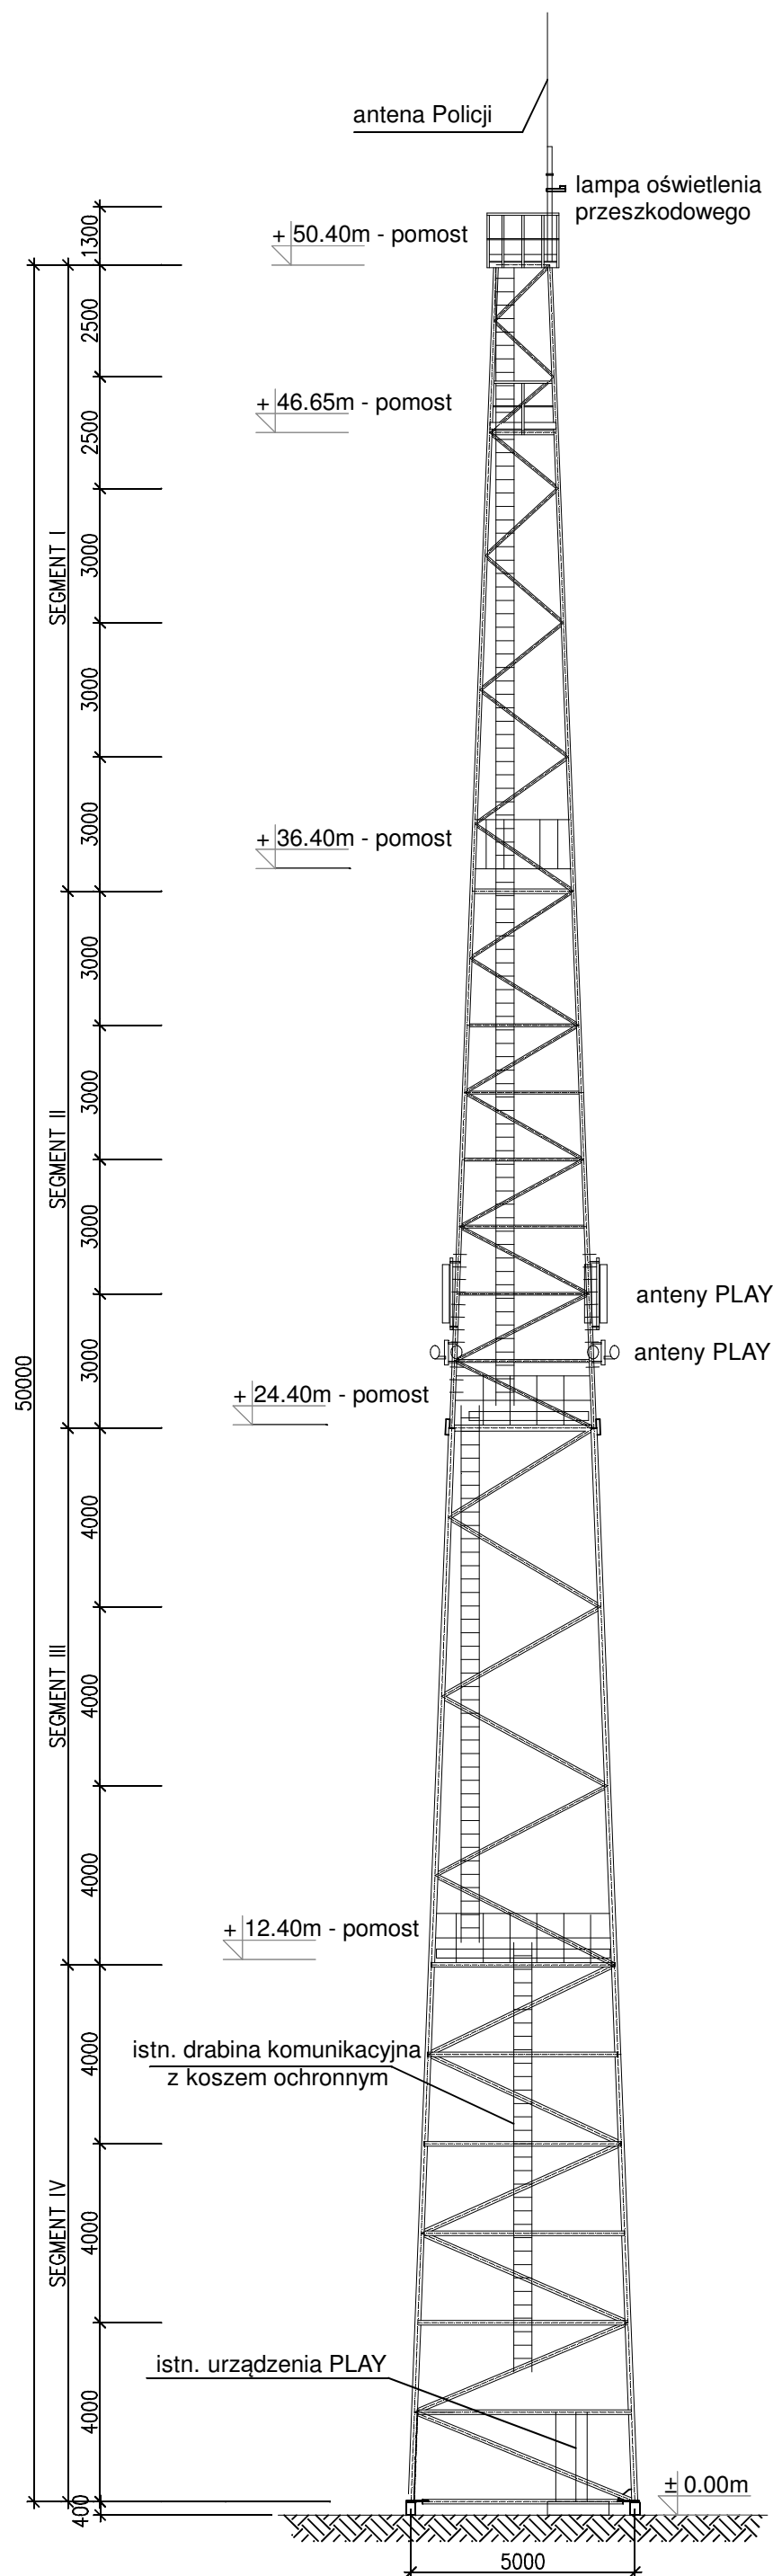 antena Policji
lampa oświetlenia
przeszkodowego
1300
+ 50.40m - pomost
2500
+ 46.65m - pomost
2500
SEGMENT I
3000
3000
3000
+ 36.40m - pomost
3000
3000
SEGMENT II
3000
anteny PLAY
anteny PLAY
3000
50000
+ 24.40m - pomost
4000
SEGMENT III
4000
4000
+ 12.40m - pomost
4000
istn. drabina komunikacyjna
z koszem ochronnym
SEGMENT IV
4000
istn. urządzenia PLAY
4000
± 0.00m
400
5000